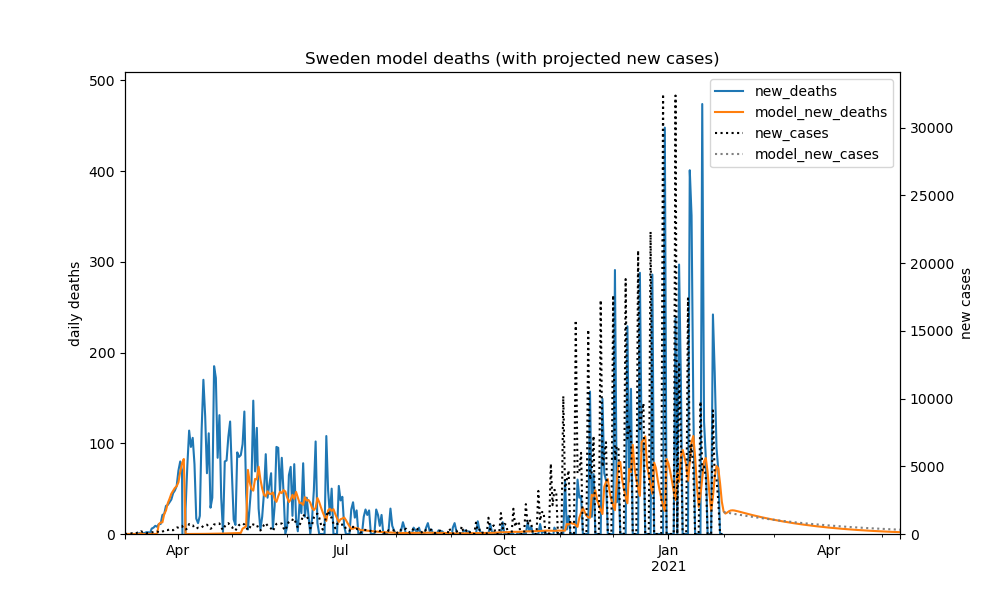 Sweden model deaths (with projected new cases)
500
400
300
200
100
0
daily deaths
30000
25000
20000
15000
10000
5000
0
new cases
new_deaths
model_new_deaths
new_cases
model_new_cases
Apr
Jul
Oct
Jan
2021
Apr